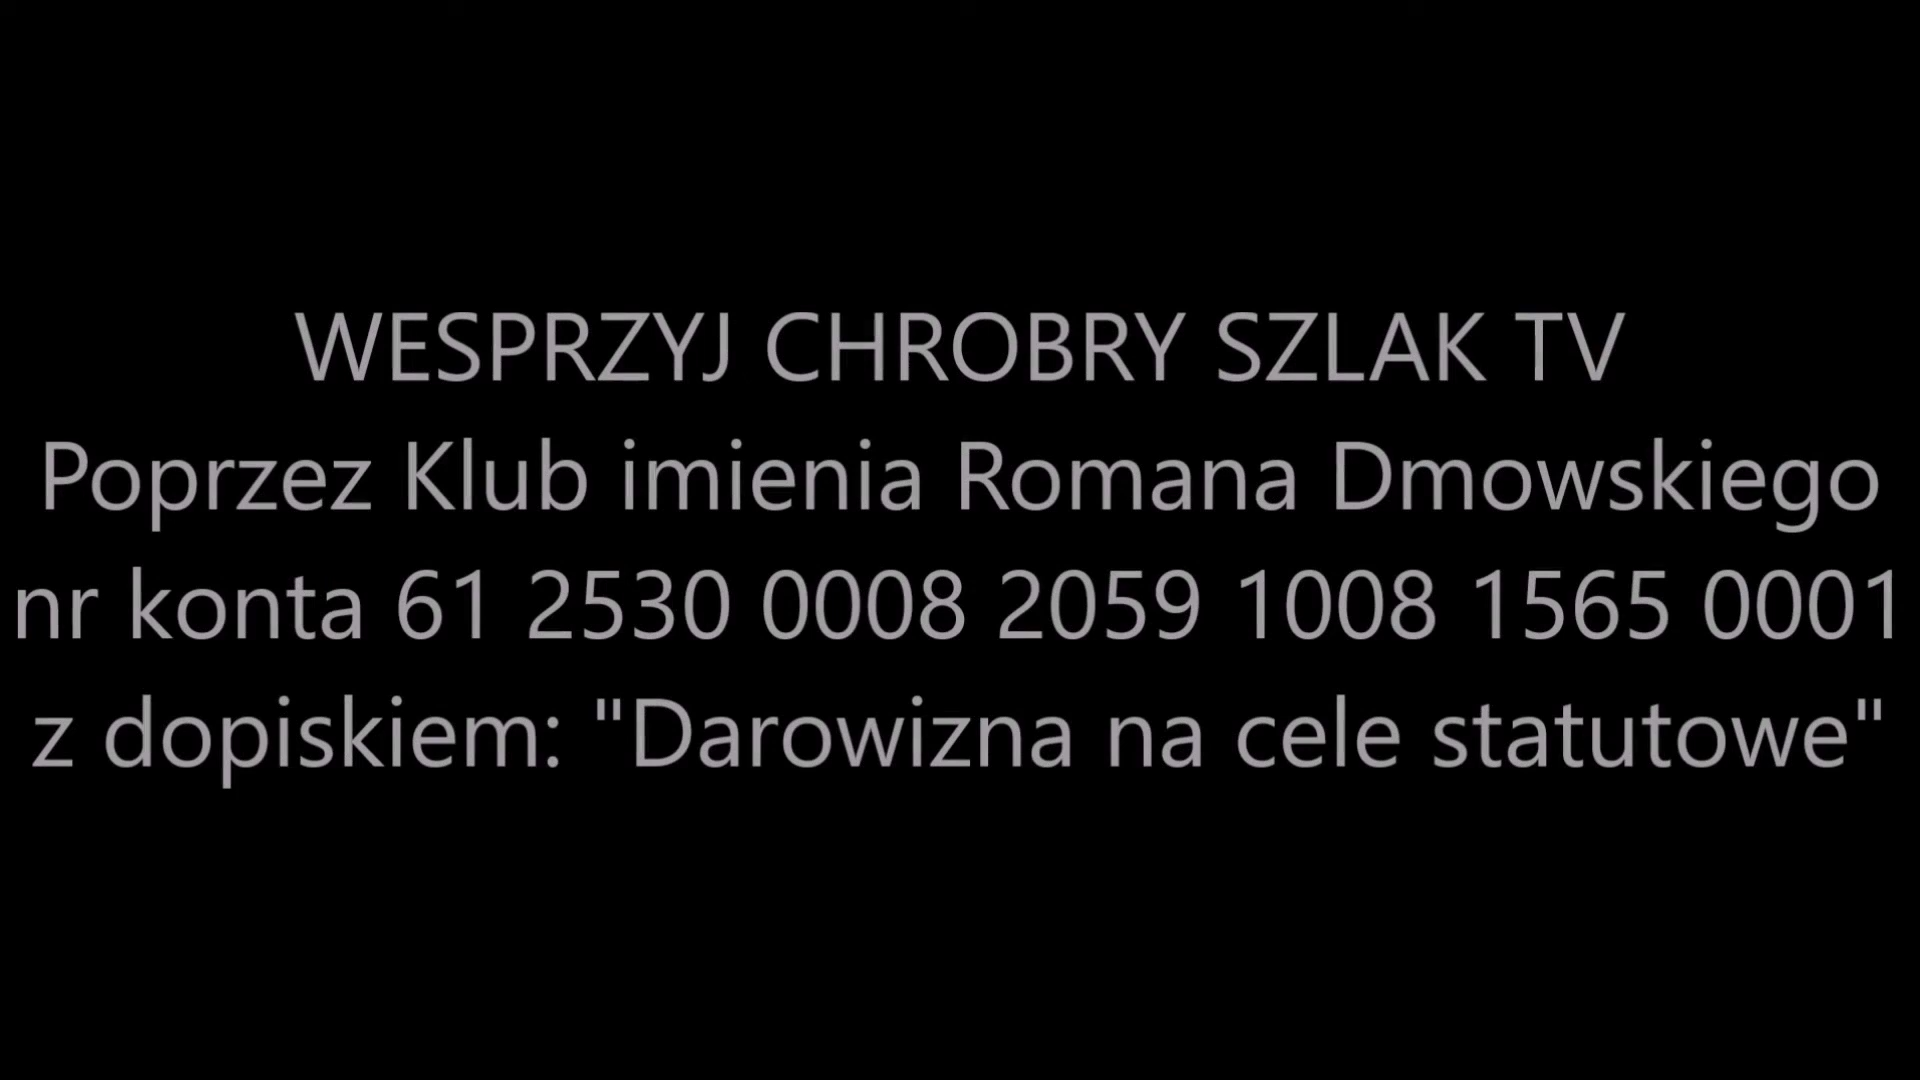 WESPRZYJ CHROBRY SZLAK TV
Poprzez Klub imienia Romana Dmowskiego
nr konta 61 2530 0008 2059 1008 1565 0001
z dopiskiem: "Darowizna na cele statutowe"